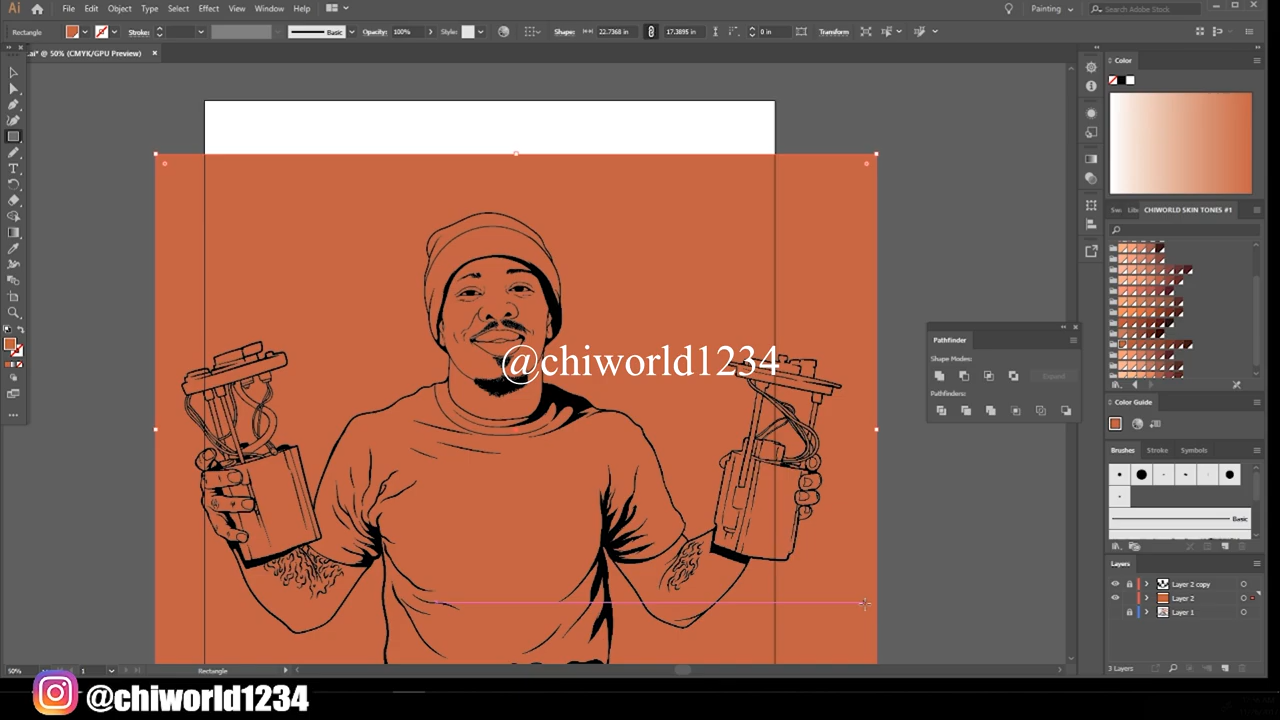 Ai File Edit Object Type Select Effect View Window Help Painting Search Adobe Stock
Rectangle Stroke: Basic Opacity: 100% Style: Shape: 22.7368 in 17.3895 in 0 in Transform
.ai* @ 50% (CMYK/GPU Preview)
Color
CHIWORLD SKIN TONES #1
Pathfinder
Shape Modes:
Expand
Pathfinders:
@chiworld1234
Color Guide
Brushes Stroke Symbols
Basic
Layers
Layer 2 copy
Layer 2
Layer 1
50% 1 Rectangle 3 Layers
@chiworld1234